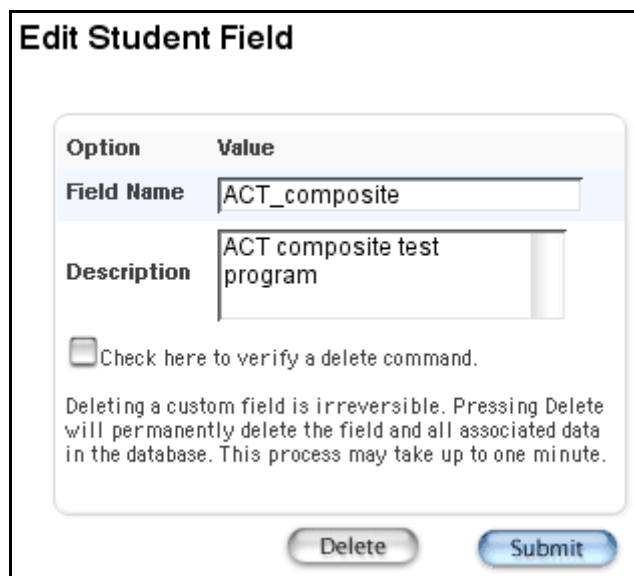 Edit Student Field
Option Value
Field Name ACT_composite
Description ACT composite test
program
Check here to verify a delete command.
Deleting a custom field is irreversible. Pressing Delete
will permanently delete the field and all associated data
in the database. This process may take up to one minute.
Delete Submit